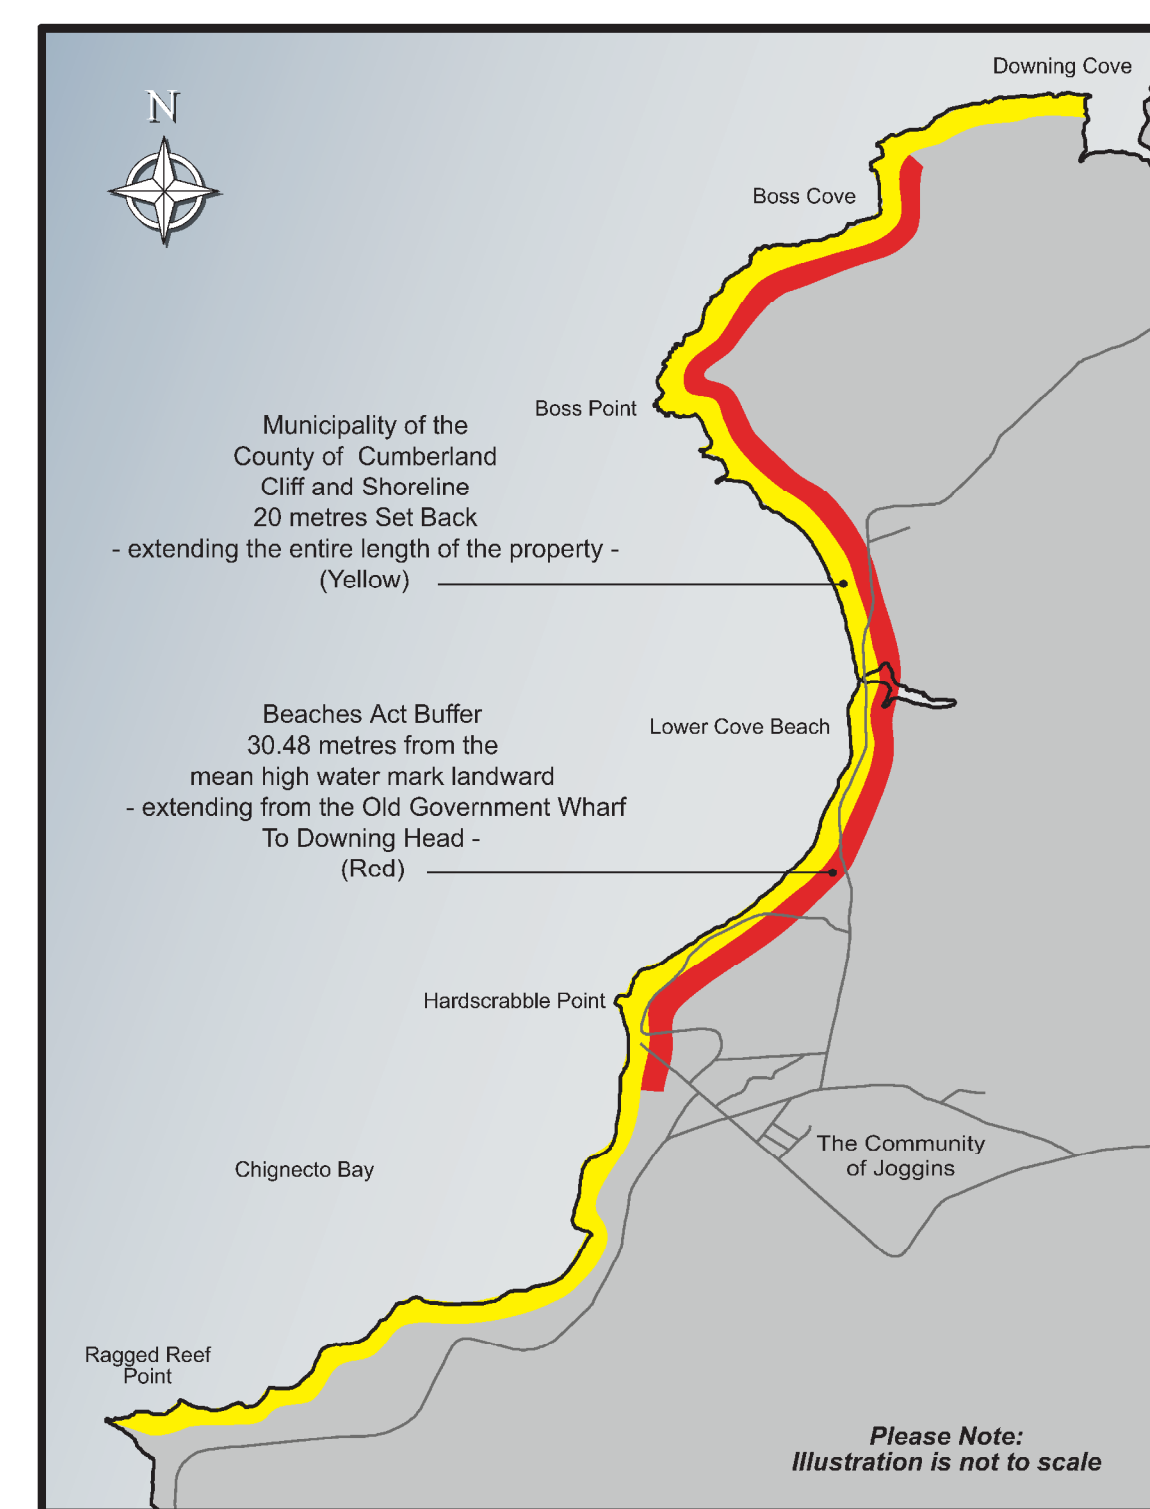 Downing Cove
N
Boss Cove
Boss Point
Municipality of the
County of Cumberland
Cliff and Shoreline
20 metres Set Back
- extending the entire length of the property -
(Yellow)
Beaches Act Buffer
30.48 metres from the
mean high water mark landward
- extending from the Old Government Wharf
To Downing Head -
(Red)
Lower Cove Beach
Hardscrabble Point
The Community
of Joggins
Chignecto Bay
Ragged Reef
Point
Please Note:
Illustration is not to scale